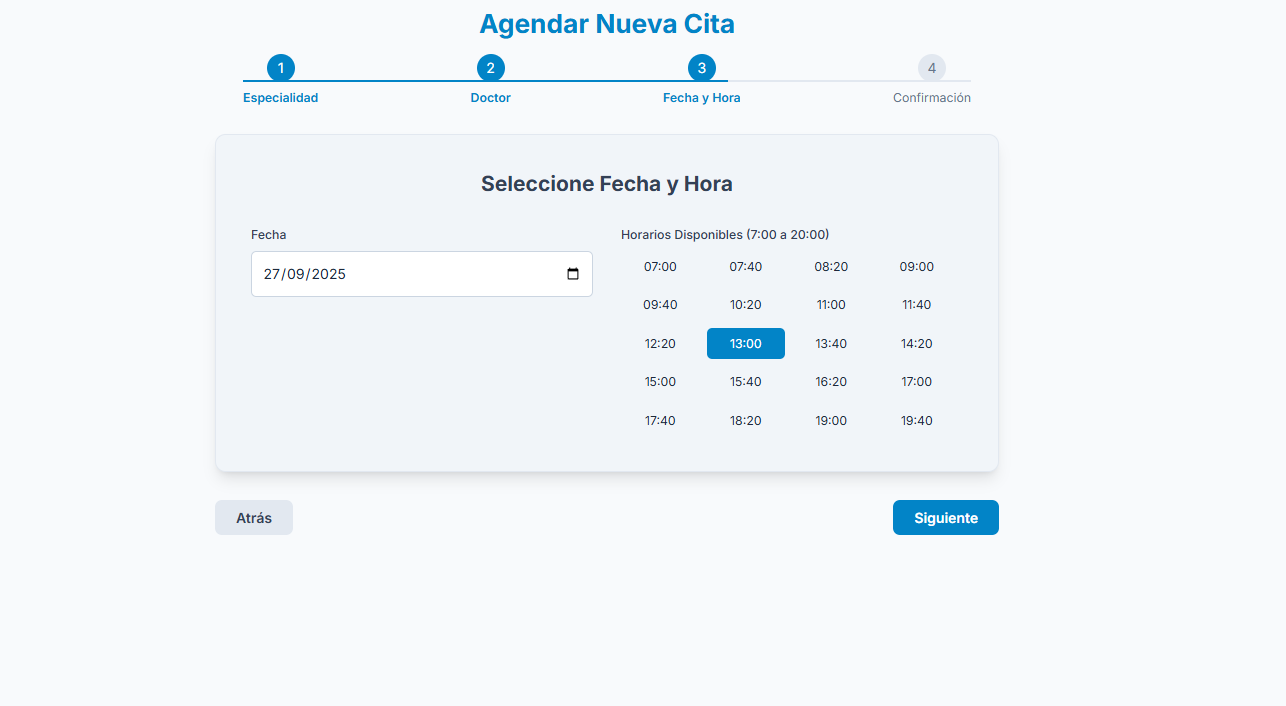 Agendar Nueva Cita
1 2 3 4
Especialidad Doctor Fecha y Hora Confirmación
Seleccione Fecha y Hora
Fecha
27/09/2025
Horarios Disponibles (7:00 a 20:00)
07:00 07:40 08:20 09:00
09:40 10:20 11:00 11:40
12:20 13:00 13:40 14:20
15:00 15:40 16:20 17:00
17:40 18:20 19:00 19:40
Atrás Siguiente